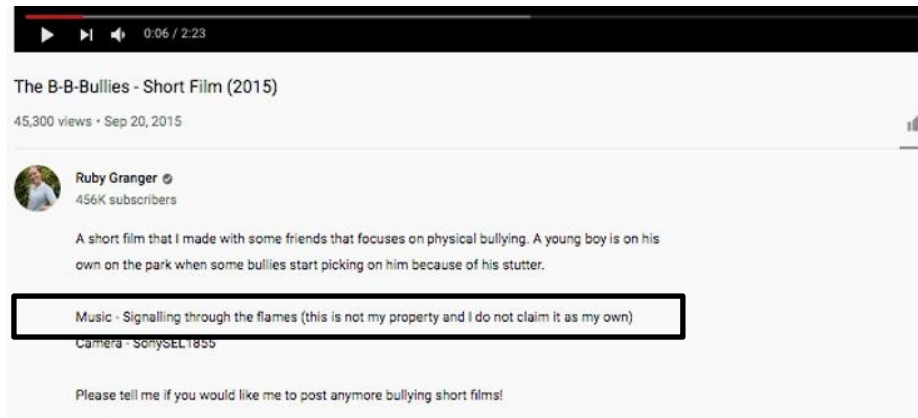 0:06 / 2:23
The B-B-Bullies - Short Film (2015)
45,300 views • Sep 20, 2015
Ruby Granger
456K subscribers
A short film that I made with some friends that focuses on physical bullying. A young boy is on his
own on the park when some bullies start picking on him because of his stutter.
Music - Signalling through the flames (this is not my property and I do not claim it as my own)
Camera - SonySEL1855
Please tell me if you would like me to post anymore bullying short films!